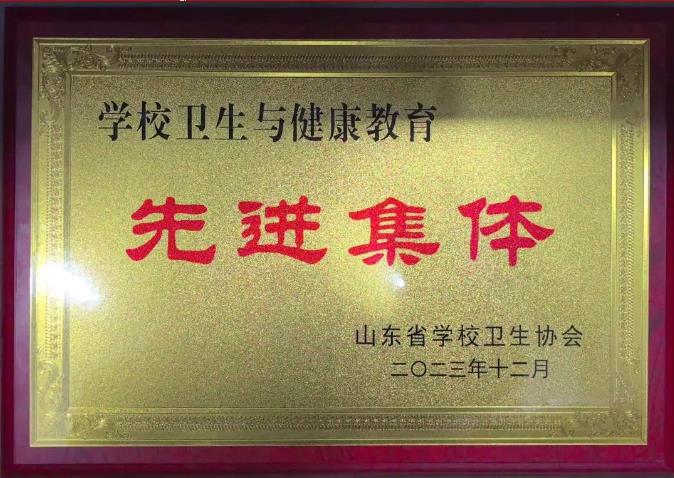 学校卫生与健康教育
先进集体
山东省学校卫生协会
二〇二三年十二月